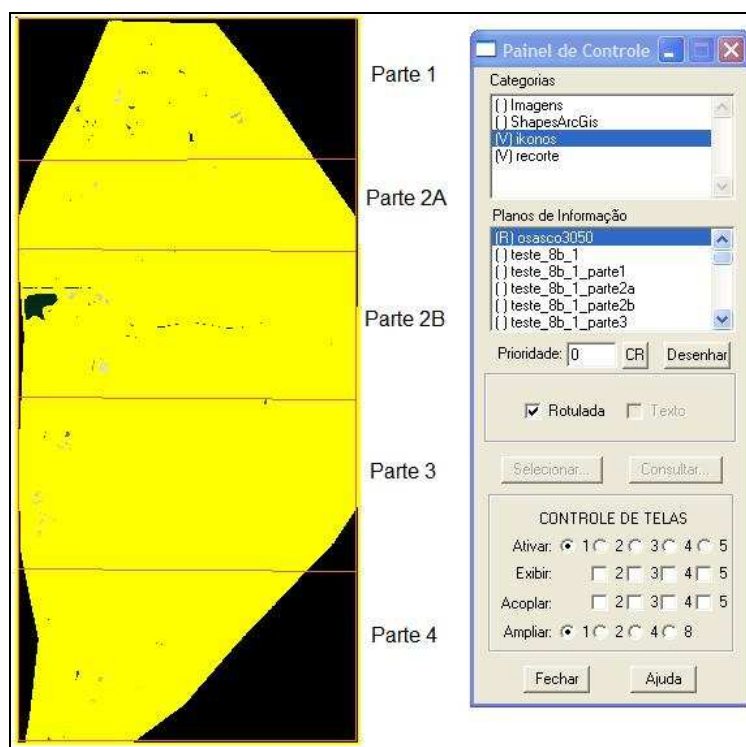 Parte 1
Parte 2A
Parte 2B
Parte 3
Parte 4
Painel de Controle
Categorias
( ) Imagens
( ) ShapesArcGis
(V) ikonos
(V) recorte
Planos de Informação
(R) osasco3050
( ) teste_8b_1
( ) teste_8b_1_parte1
( ) teste_8b_1_parte2a
( ) teste_8b_1_parte2b
( ) teste_8b_1_parte3
Prioridade: 0 CR Desenhar
Rotulada Texto
Selecionar... Consultar...
CONTROLE DE TELAS
Ativar: 1 2 3 4 5
Exibir: 2 3 4 5
Acoplar: 2 3 4 5
Ampliar: 1 2 4 8
Fechar Ajuda